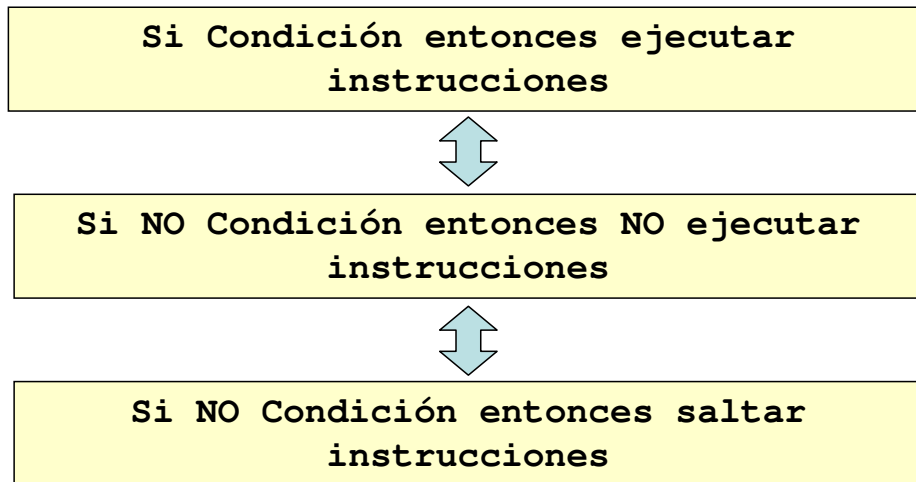 Si Condición entonces ejecutar
instrucciones
Si NO Condición entonces NO ejecutar
instrucciones
Si NO Condición entonces saltar
instrucciones